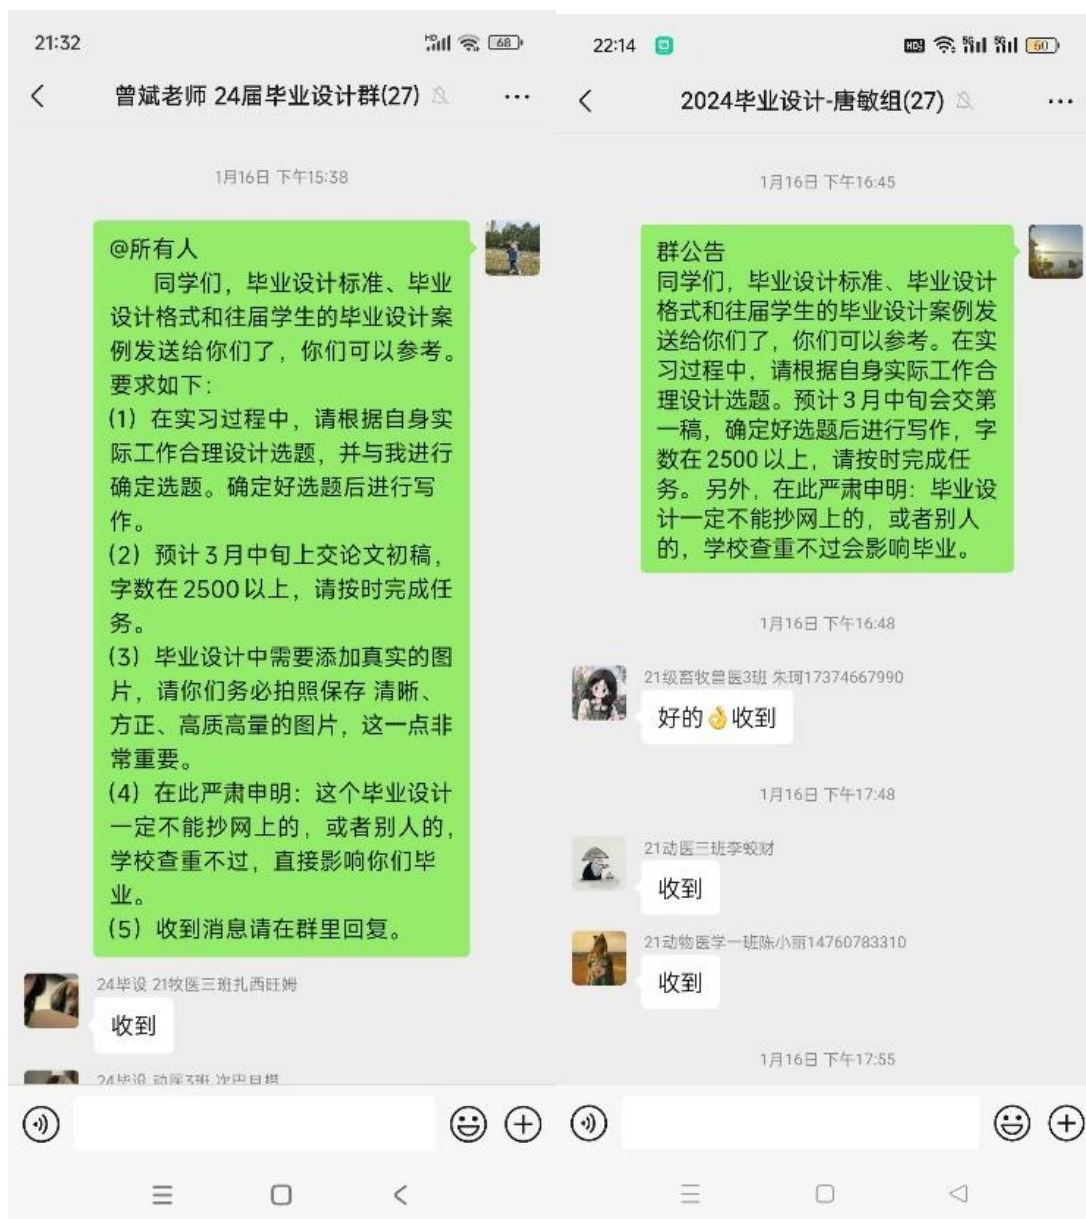 21:32
68
曾斌老师 24届毕业设计群(27)
1月16日 下午15:38
@所有人
同学们，毕业设计标准、毕业
设计格式和往届学生的毕业设计案
例发送给你们了，你们可以参考。
要求如下：
(1）在实习过程中，请根据自身实
际工作合理设计选题，并与我进行
确定选题。确定好选题后进行写
作。
(2）预计3月中旬上交论文初稿，
字数在2500以上，请按时完成任
务。
(3）毕业设计中需要添加真实的图
片，请你们务必拍照保存 清晰、
方正、高质高量的图片，这一点非
常重要。
(4）在此严肃申明：这个毕业设计
一定不能抄网上的，或者别人的，
学校查重不过，直接影响你们毕
业。
(5）收到消息请在群里回复。
24毕设 21牧医三班扎西旺姆
收到
24毕设 动医3班 次巴旦措
22:14
HD
5G
5G
60
2024毕业设计-唐敏组(27)
1月16日 下午16:45
群公告
同学们，毕业设计标准、毕业设计
格式和往届学生的毕业设计案例发
送给你们了，你们可以参考。在实
习过程中，请根据自身实际工作合
理设计选题。预计3月中旬会交第
一稿，确定好选题后进行写作，字
数在2500以上，请按时完成任
务。另外，在此严肃申明：毕业设
计一定不能抄网上的，或者别人
的，学校查重不过会影响毕业。
1月16日 下午16:48
21级畜牧兽医3班 朱珂17374667990
好的👌收到
1月16日 下午17:48
21动医三班李蛟财
收到
21动物医学一班陈小丽14760783310
收到
1月16日 下午17:55